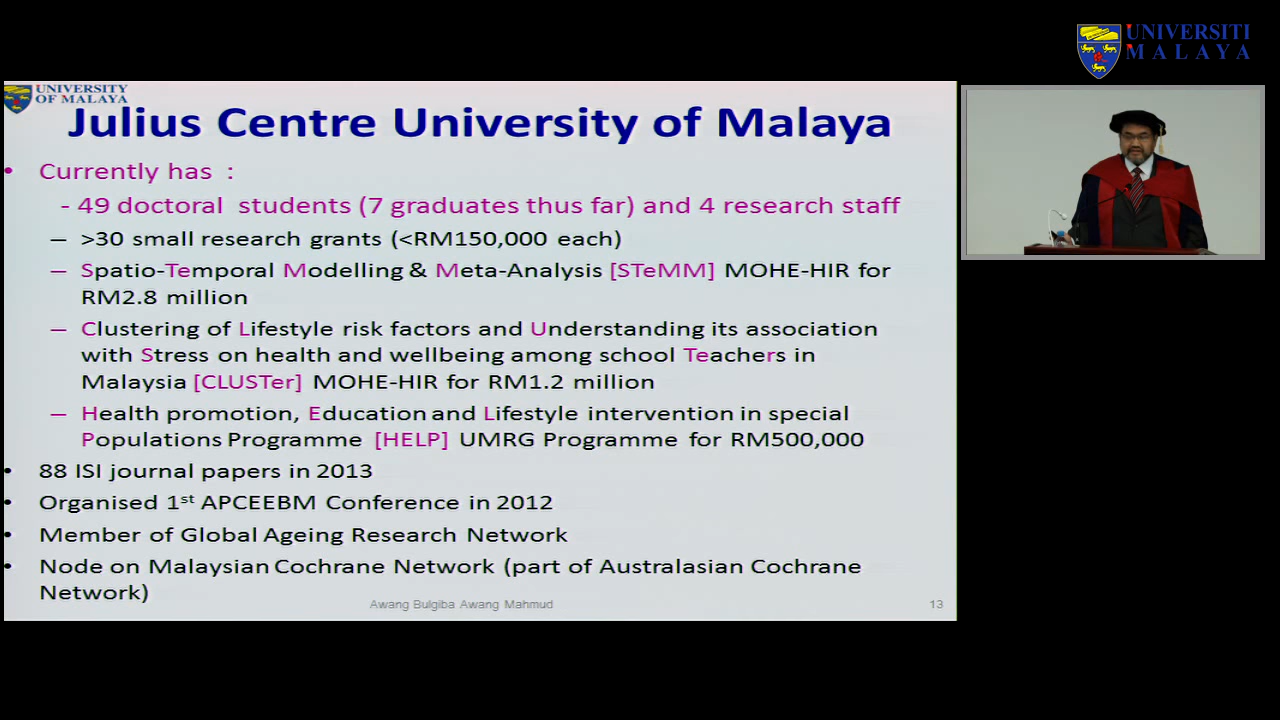 UNIVERSITI
MALAYA
UNIVERSITY
OF MALAYA
Julius Centre University of Malaya
• Currently has :
- 49 doctoral students (7 graduates thus far) and 4 research staff
– >30 small research grants (<RM150,000 each)
– Spatio-Temporal Modelling & Meta-Analysis [STeMM] MOHE-HIR for
RM2.8 million
– Clustering of Lifestyle risk factors and Understanding its association
with Stress on health and wellbeing among school Teachers in
Malaysia [CLUSTer] MOHE-HIR for RM1.2 million
– Health promotion, Education and Lifestyle intervention in special
Populations Programme [HELP] UMRG Programme for RM500,000
• 88 ISI journal papers in 2013
• Organised 1st APCEEBM Conference in 2012
• Member of Global Ageing Research Network
• Node on Malaysian Cochrane Network (part of Australasian Cochrane
Network)
Awang Bulgiba Awang Mahmud
13